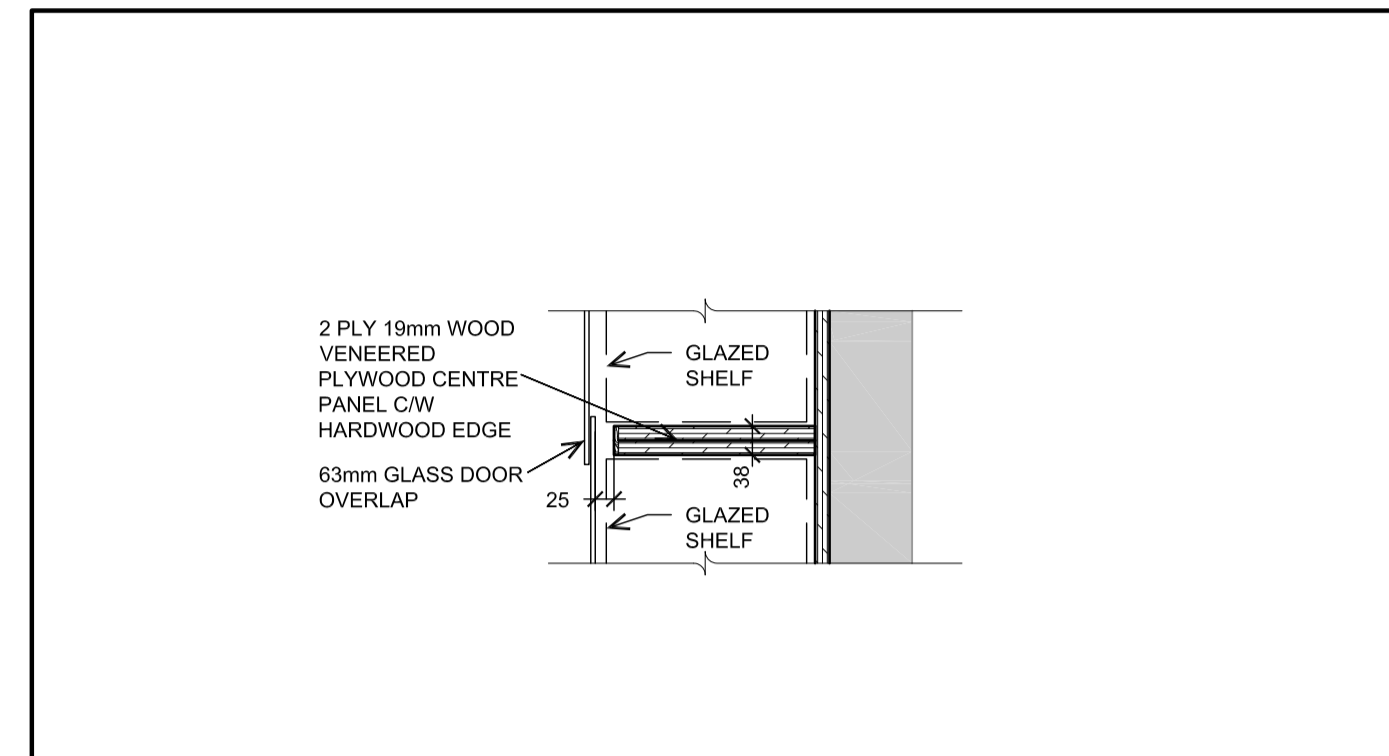 2 PLY 19mm WOOD
VENEERED
PLYWOOD CENTRE
PANEL C/W
HARDWOOD EDGE
63mm GLASS DOOR
OVERLAP
25
GLAZED
SHELF
38
GLAZED
SHELF